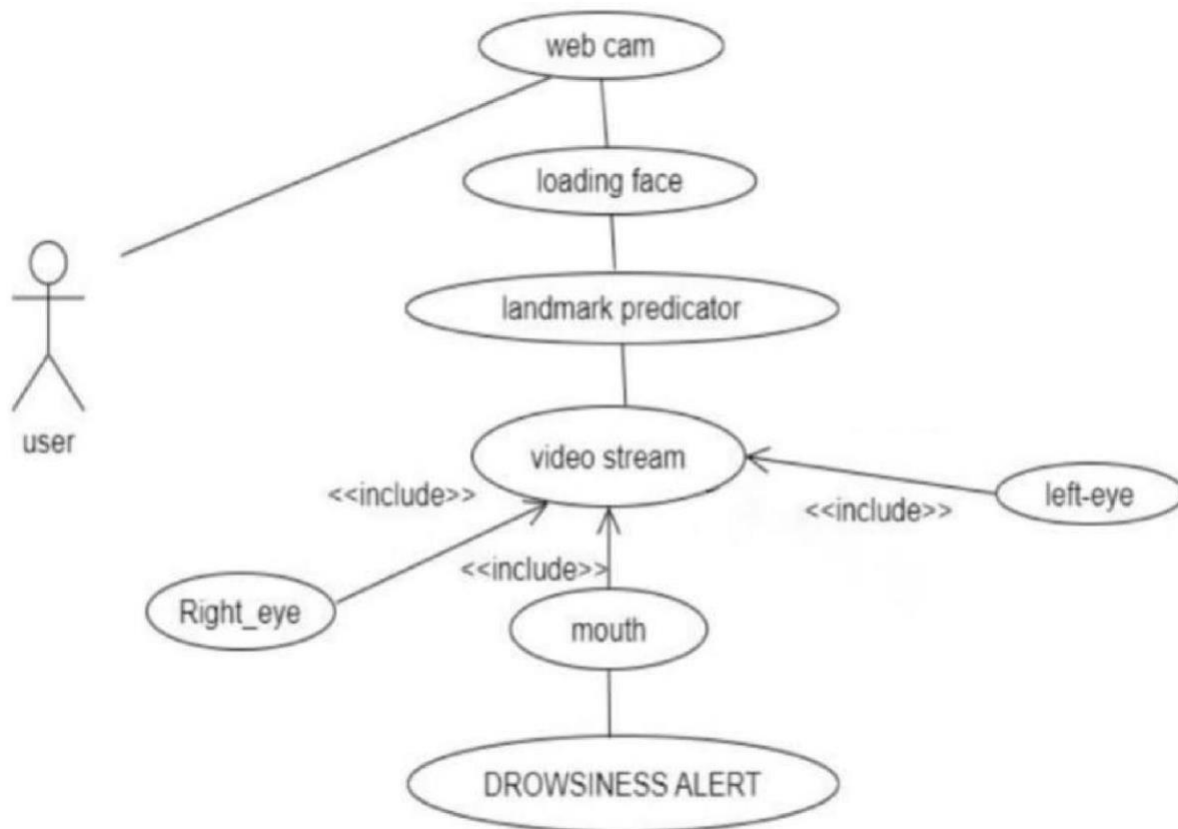 web cam
loading face
landmark predicator
user
video stream
<<include>>
left-eye
<<include>>
<<include>>
Right_eye
mouth
DROWSINESS ALERT